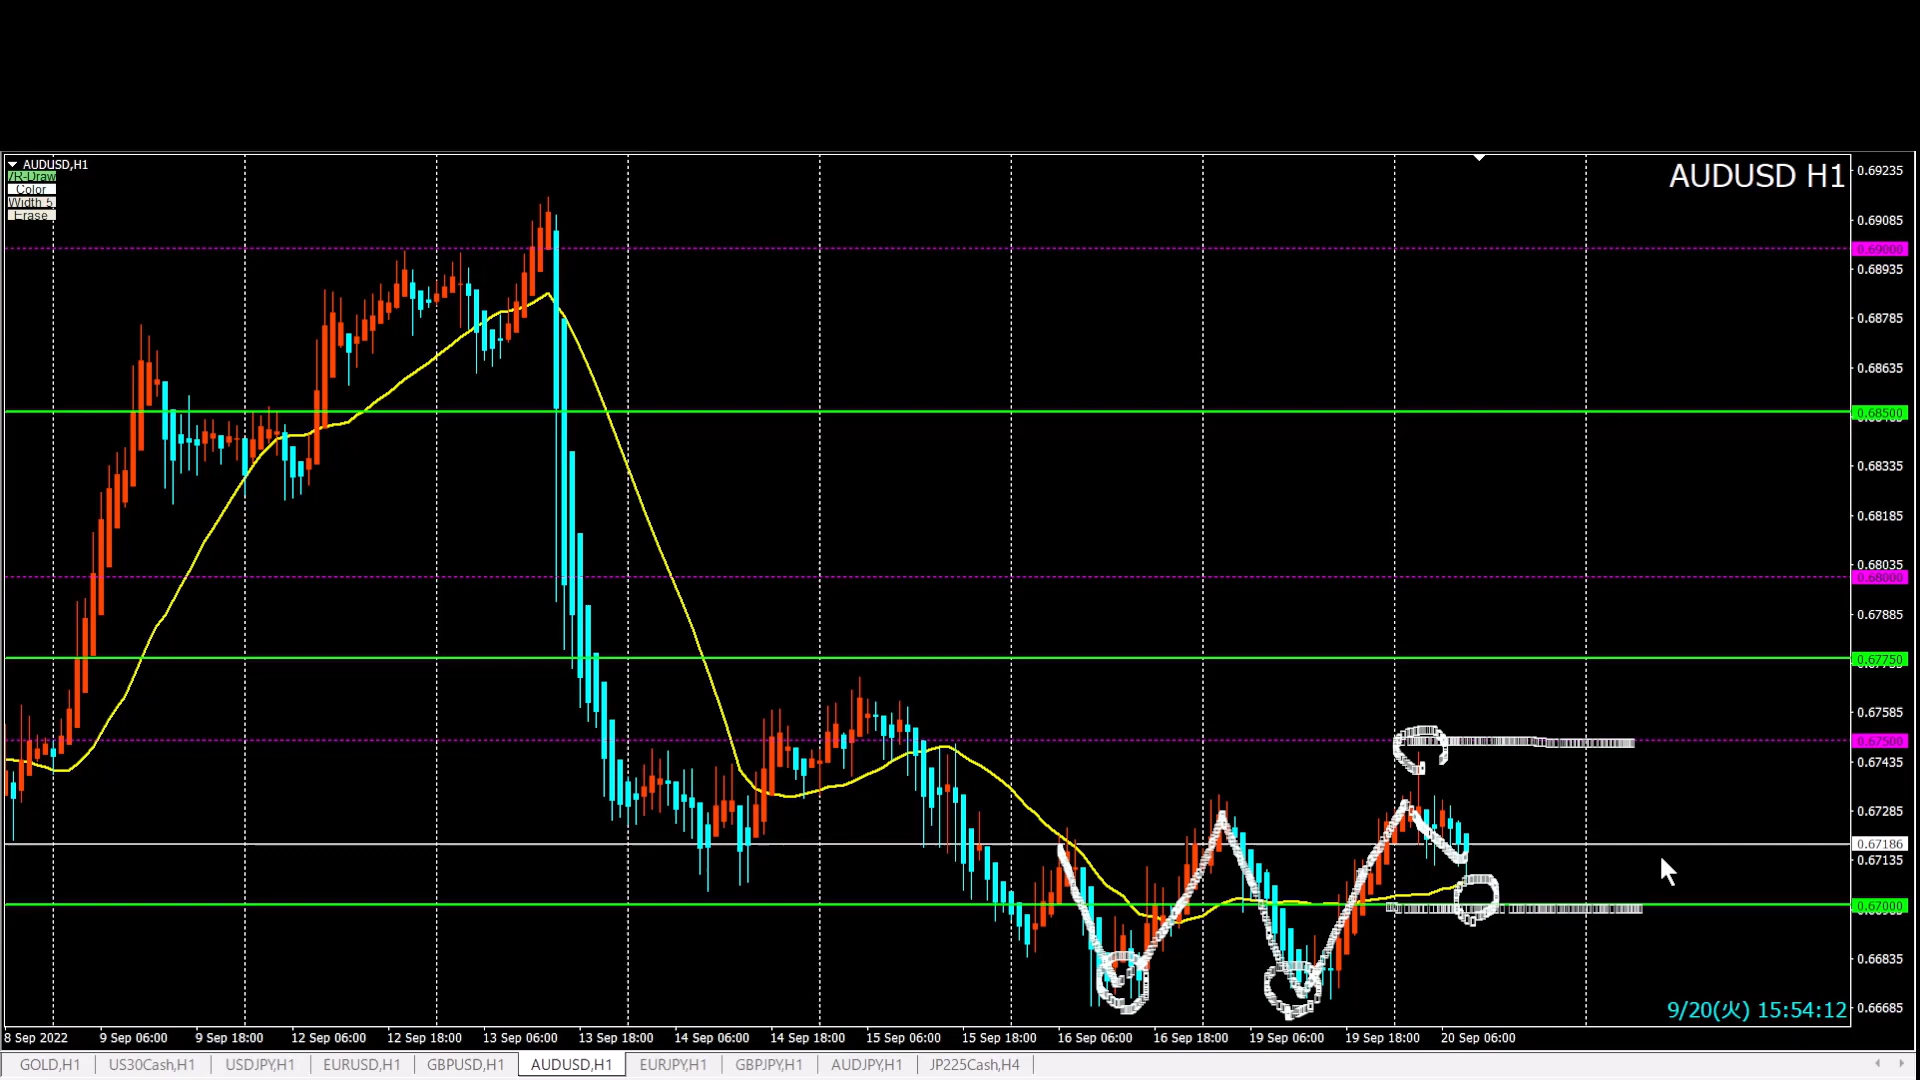 AUDUSD,H1
AUDUSD H1
VR-Draw
Color
Width 5
Erase
0.69235
0.69085
0.69000
0.68935
0.68785
0.68635
0.68500
0.68335
0.68185
0.68035
0.68000
0.67885
0.67750
0.67585
0.67500
0.67435
0.67285
0.67186
0.67135
0.67000
0.66835
0.66685
9/20(火) 15:54:12
8 Sep 2022 9 Sep 06:00 9 Sep 18:00 12 Sep 06:00 12 Sep 18:00 13 Sep 06:00 13 Sep 18:00 14 Sep 06:00 14 Sep 18:00 15 Sep 06:00 15 Sep 18:00 16 Sep 06:00 16 Sep 18:00 19 Sep 06:00 19 Sep 18:00 20 Sep 06:00
GOLD,H1 US30Cash,H1 USDJPY,H1 EURUSD,H1 GBPUSD,H1 AUDUSD,H1 EURJPY,H1 GBPJPY,H1 AUDJPY,H1 JP225Cash,H4